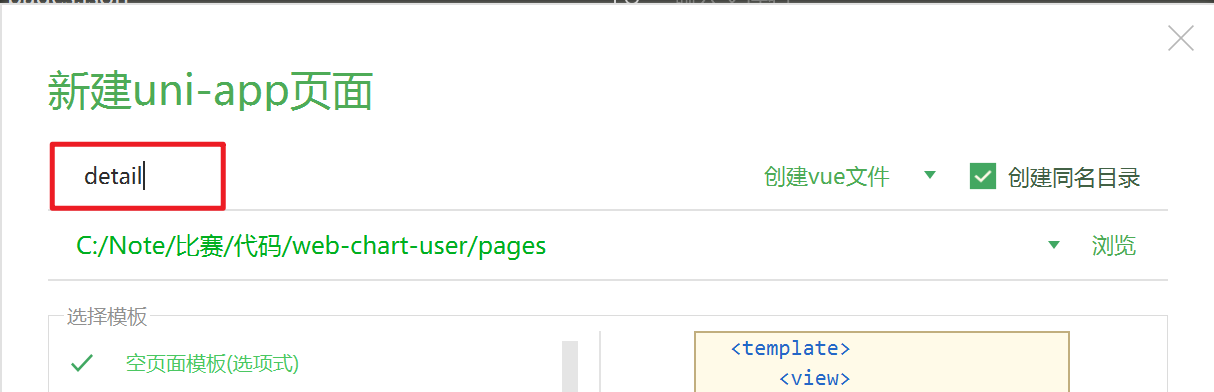 新建uni-app页面
detail
创建vue文件
创建同名目录
C:/Note/比赛/代码/web-chart-user/pages
浏览
选择模板
空页面模板(选项式)
<template>
<view>